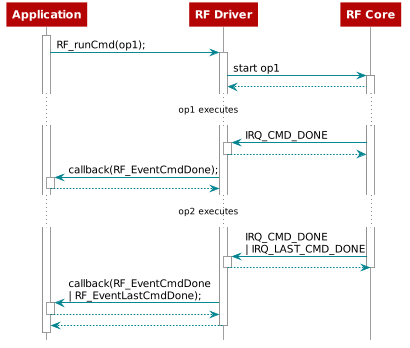 Application RF Driver RF Core
RF_runCmd(op1);
start op1
op1 executes
IRQ_CMD_DONE
callback(RF_EventCmdDone);
op2 executes
IRQ_CMD_DONE
| IRQ_LAST_CMD_DONE
callback(RF_EventCmdDone
| RF_EventLastCmdDone);